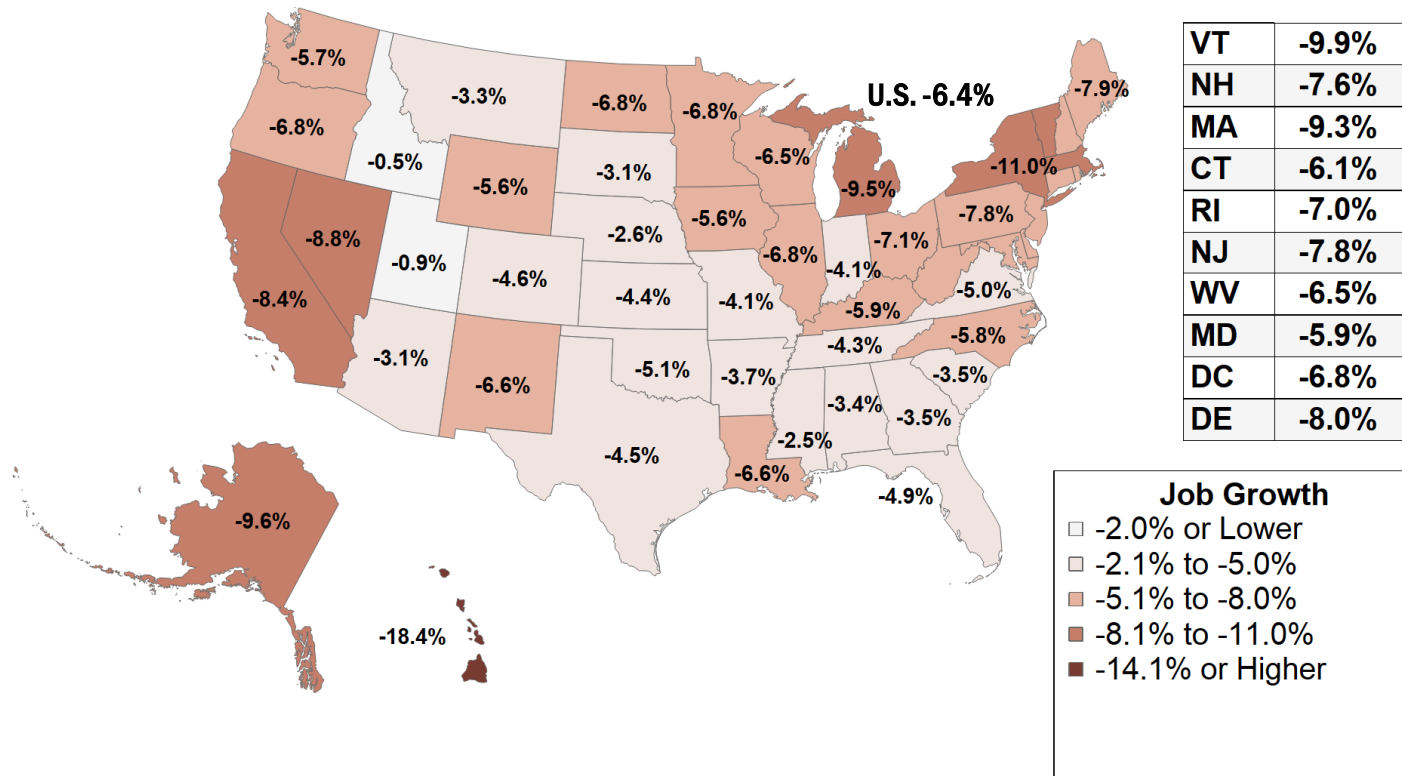 -5.7%
-3.3%
-6.8%
-6.8%
U.S. -6.4%
-7.9%
-6.8%
-0.5%
-5.6%
-3.1%
-6.5%
-9.5%
-11.0%
-8.8%
-0.9%
-4.6%
-2.6%
-5.6%
-6.8%
-4.1%
-7.1%
-7.8%
-8.4%
-4.4%
-4.1%
-5.9%
-5.0%
-3.1%
-6.6%
-5.1%
-3.7%
-4.3%
-5.8%
-3.5%
-4.5%
-6.6%
-2.5%
-3.4%
-3.5%
-4.9%
-9.6%
-18.4%
VT -9.9%
NH -7.6%
MA -9.3%
CT -6.1%
RI -7.0%
NJ -7.8%
WV -6.5%
MD -5.9%
DC -6.8%
DE -8.0%
Job Growth
-2.0% or Lower
-2.1% to -5.0%
-5.1% to -8.0%
-8.1% to -11.0%
-14.1% or Higher